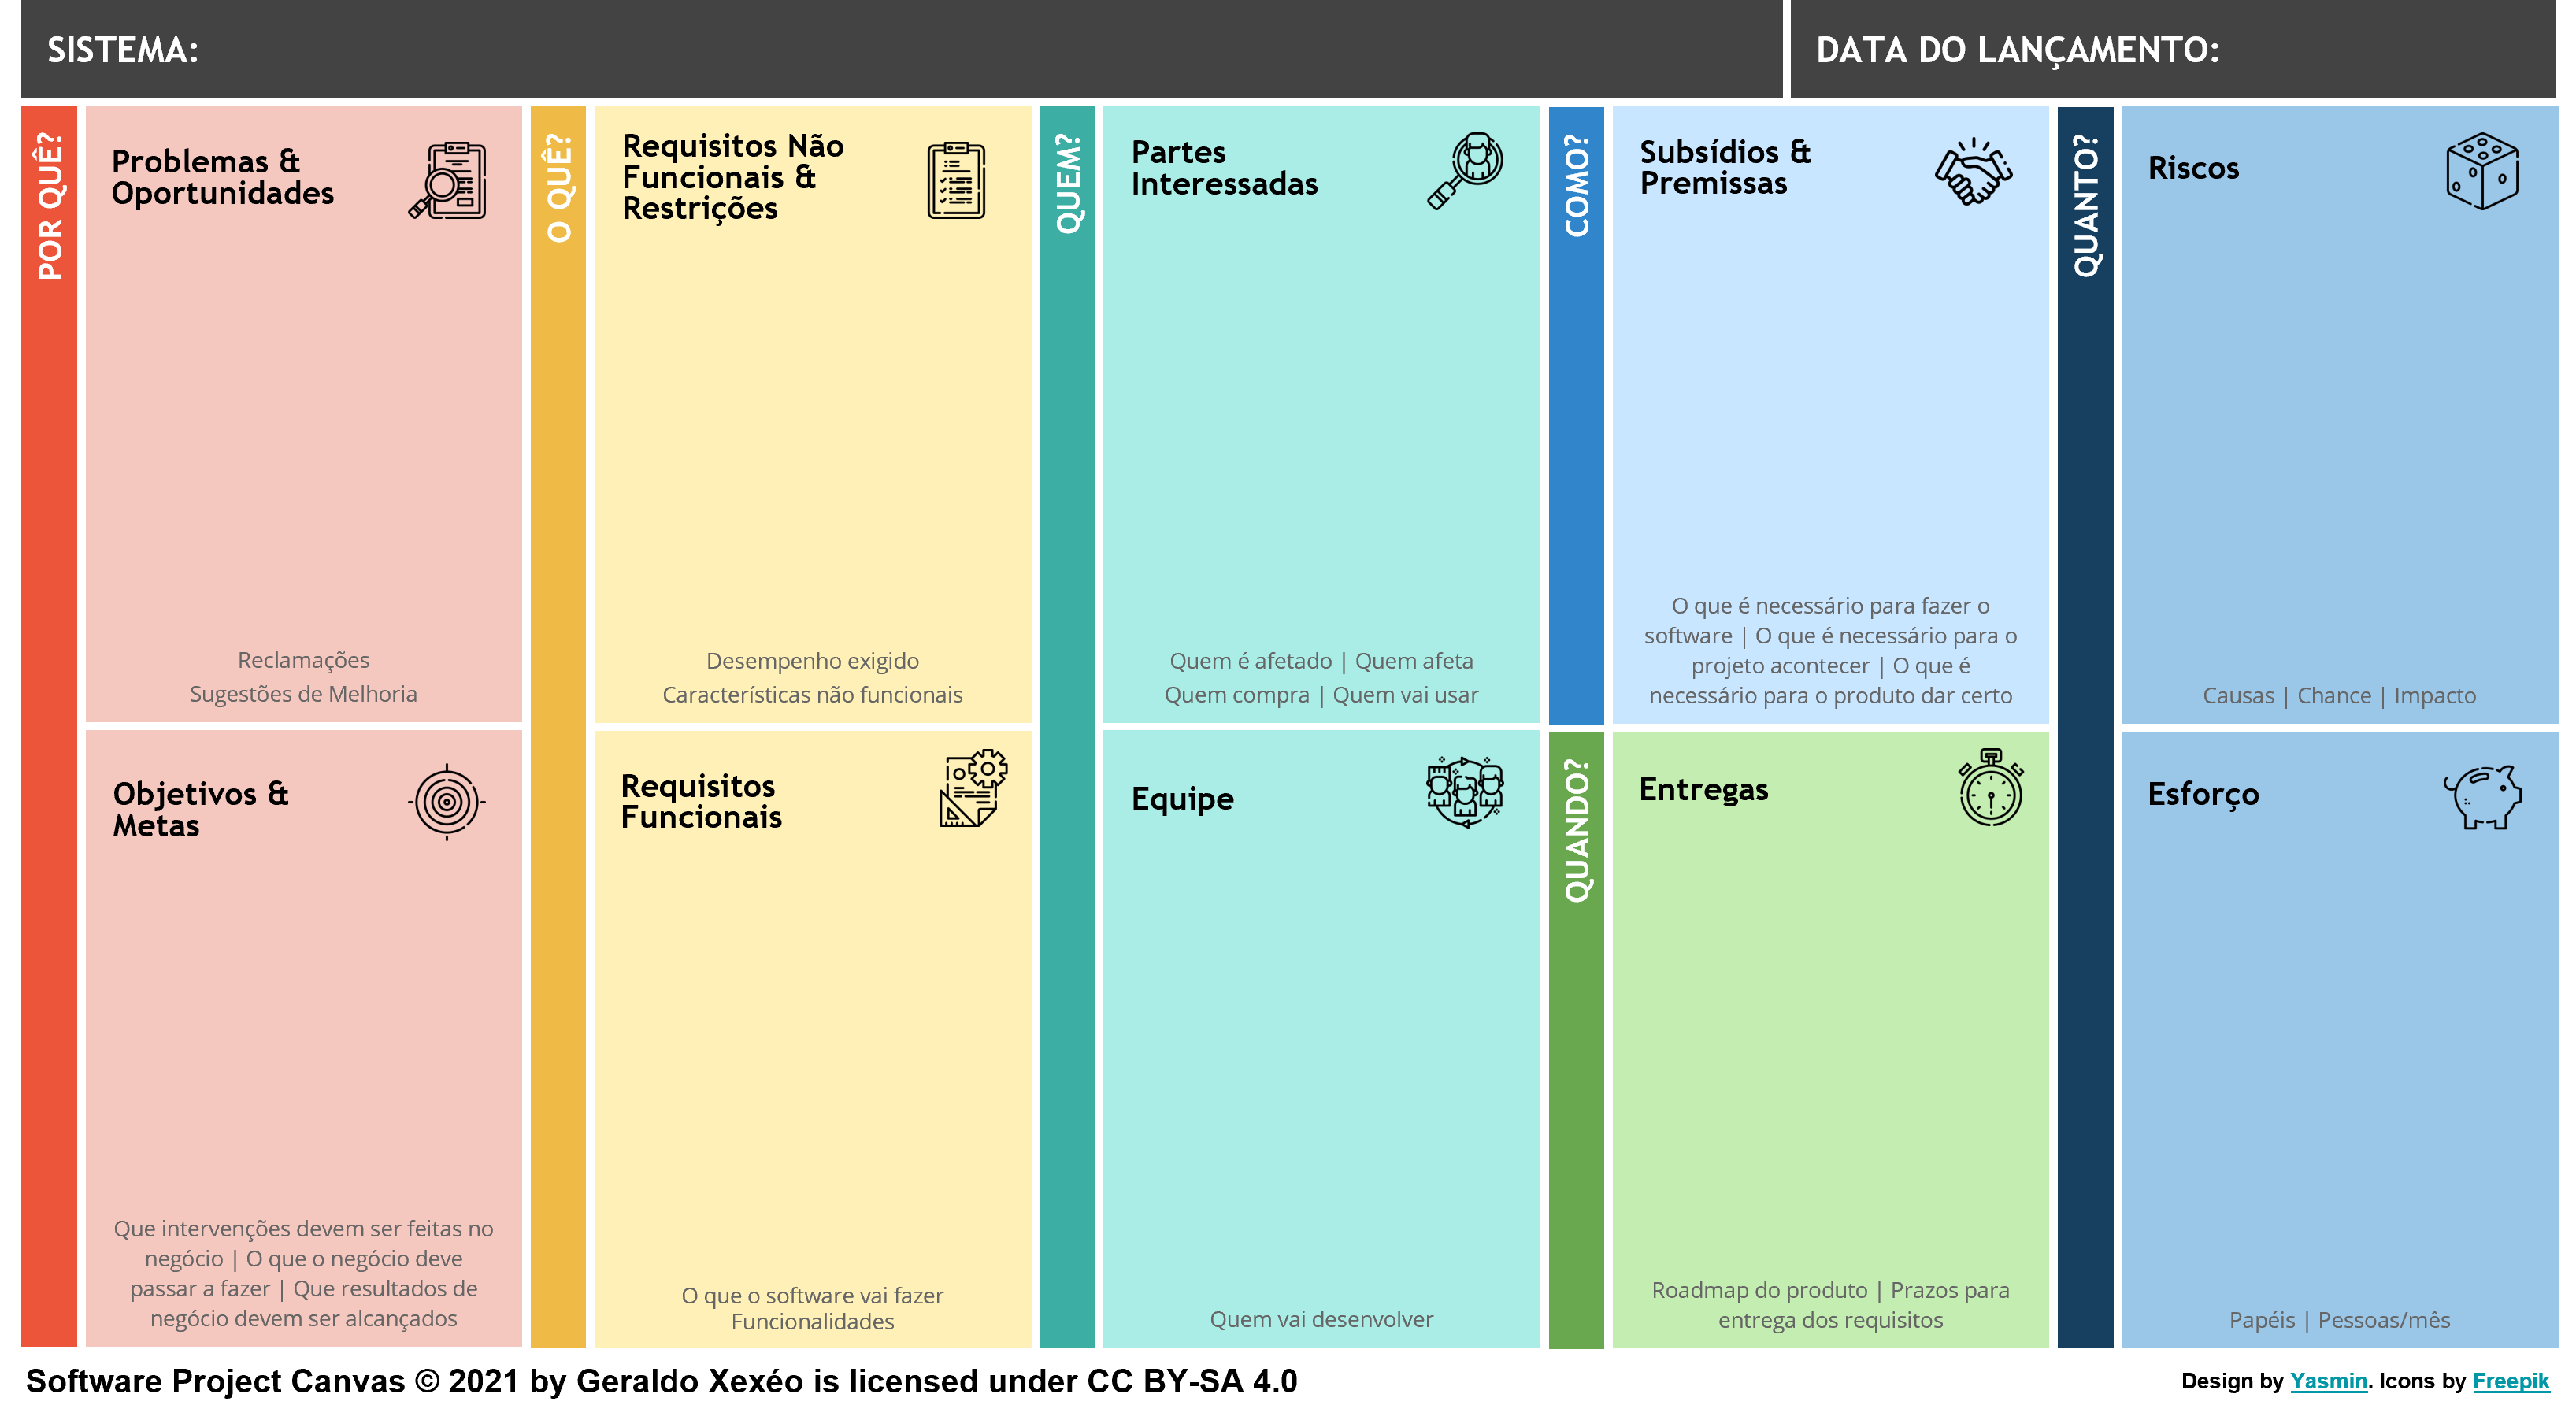 SISTEMA:
DATA DO LANÇAMENTO:
POR QUÊ?
Problemas &
Oportunidades
Reclamações
Sugestões de Melhoria
Objetivos &
Metas
Que intervenções devem ser feitas no
negócio | O que o negócio deve
passar a fazer | Que resultados de
negócio devem ser alcançados
O QUÊ?
Requisitos Não
Funcionais &
Restrições
Desempenho exigido
Características não funcionais
Requisitos
Funcionais
O que o software vai fazer
Funcionalidades
QUEM?
Partes
Interessadas
Quem é afetado | Quem afeta
Quem compra | Quem vai usar
Equipe
Quem vai desenvolver
COMO?
Subsídios &
Premissas
O que é necessário para fazer o
software | O que é necessário para o
projeto acontecer | O que é
necessário para o produto dar certo
QUANDO?
Entregas
Roadmap do produto | Prazos para
entrega dos requisitos
QUANTO?
Riscos
Causas | Chance | Impacto
Esforço
Papéis | Pessoas/mês
Software Project Canvas © 2021 by Geraldo Xexéo is licensed under CC BY-SA 4.0
Design by Yasmin. Icons by Freepik